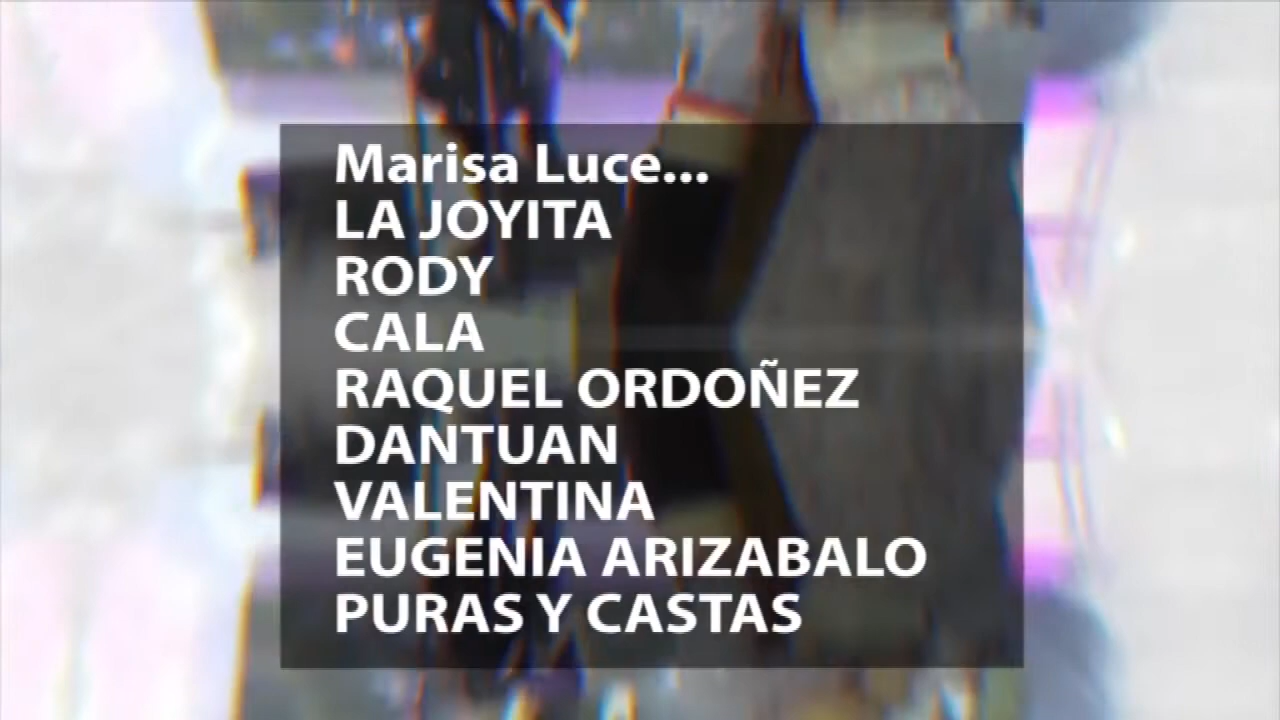 Marisa Luce...
LA JOYITA
RODY
CALA
RAQUEL ORDOÑEZ
DANTUAN
VALENTINA
EUGENIA ARIZABALO
PURAS Y CASTAS